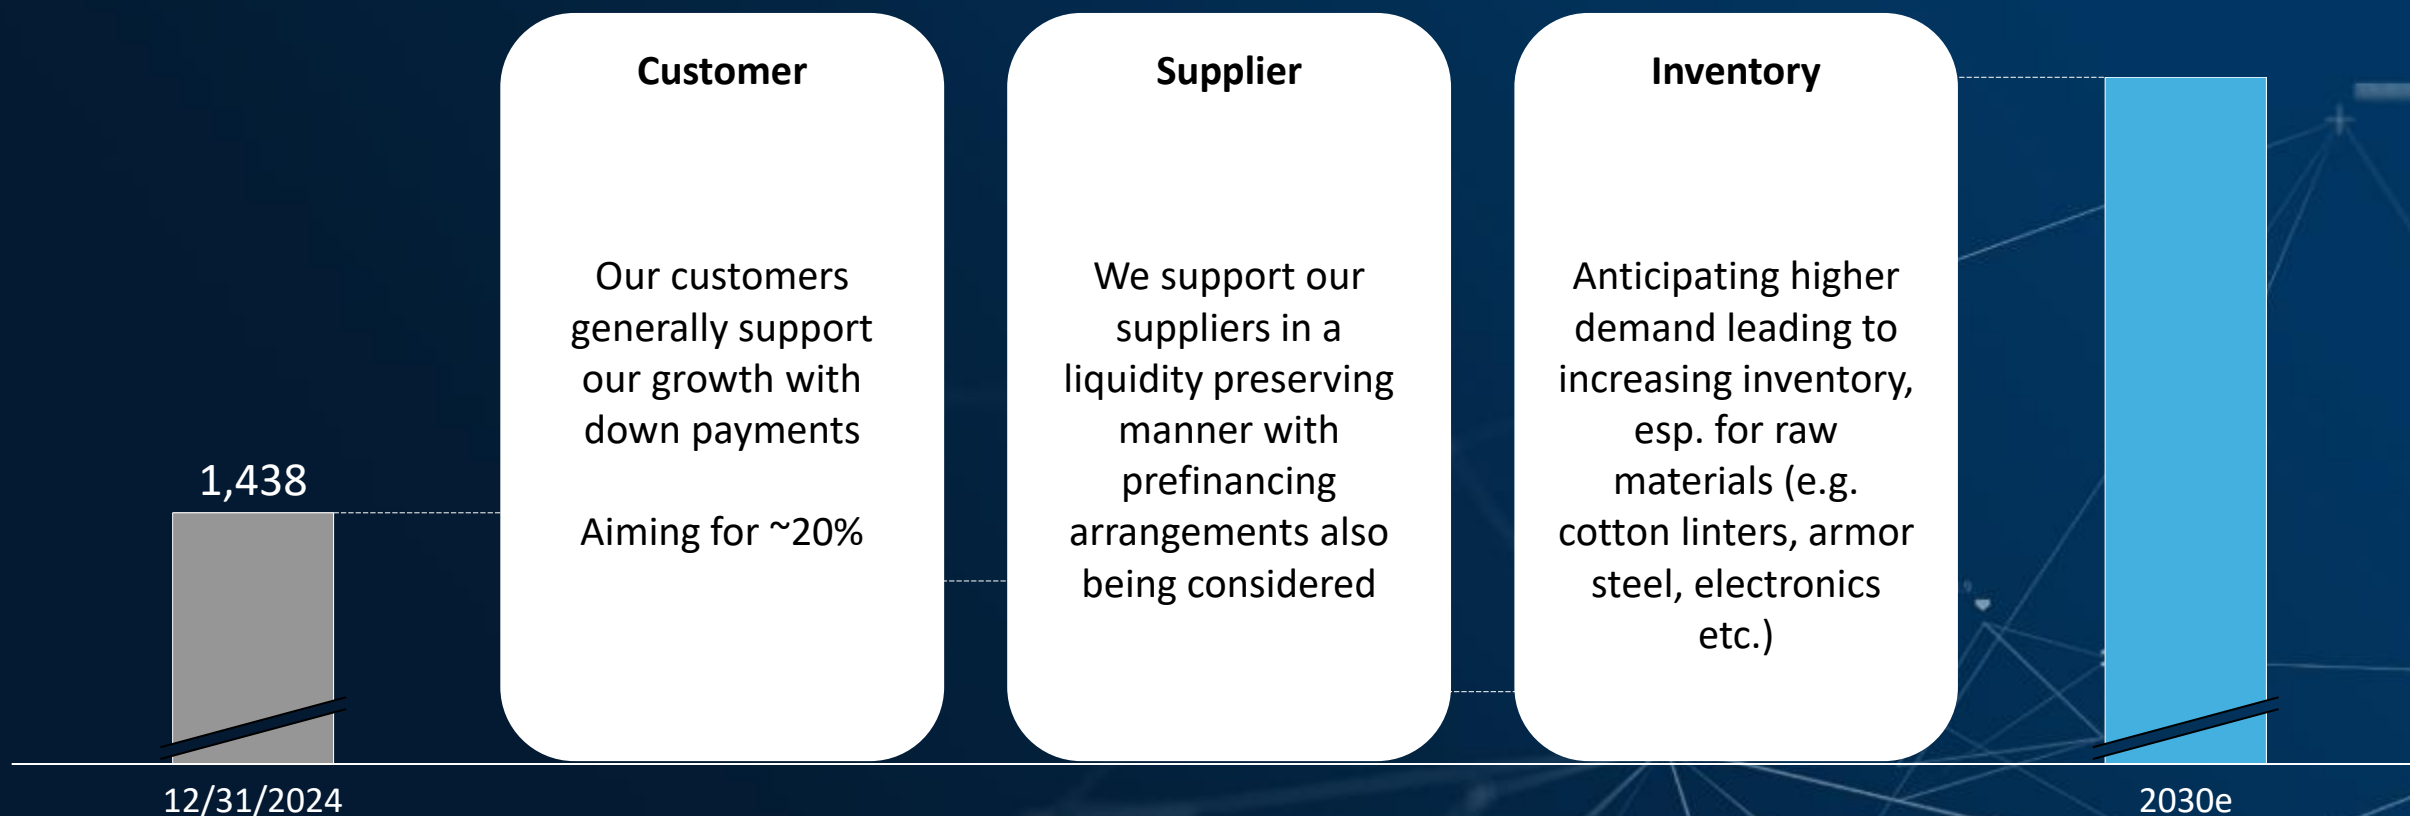 Customer
Our customers
generally support
our growth with
down payments
Aiming for ~20%
Supplier
We support our
suppliers in a
liquidity preserving
manner with
prefinancing
arrangements also
being considered
Inventory
Anticipating higher
demand leading to
increasing inventory,
esp. for raw
materials (e.g.
cotton linters, armor
steel, electronics
etc.)
1,438
12/31/2024
2030e